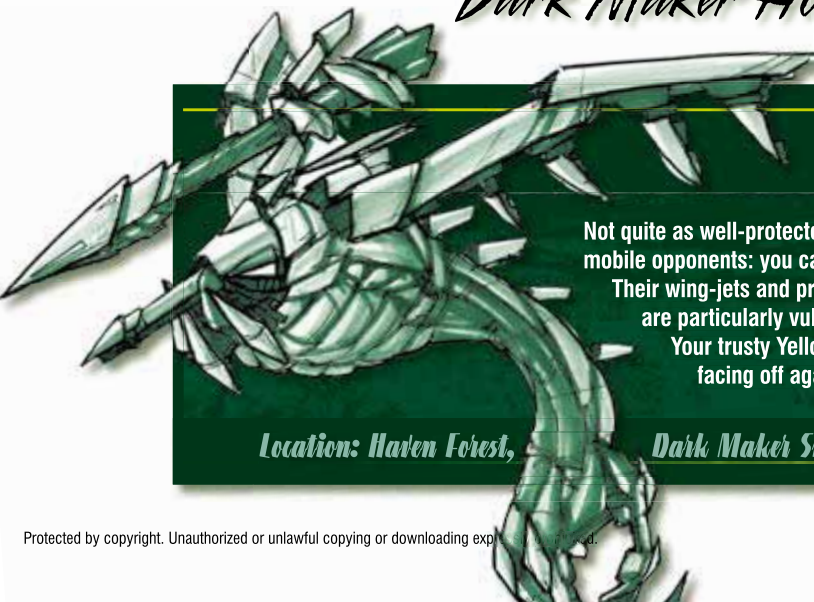 Dark Maker Ho
Not quite as well-protecte
mobile opponents: you ca
Their wing-jets and pr
are particularly vul
Your trusty Yello
facing off aga
Location: Haven Forest, Dark Maker S
Protected by copyright. Unauthorized or unlawful copying or downloading exp